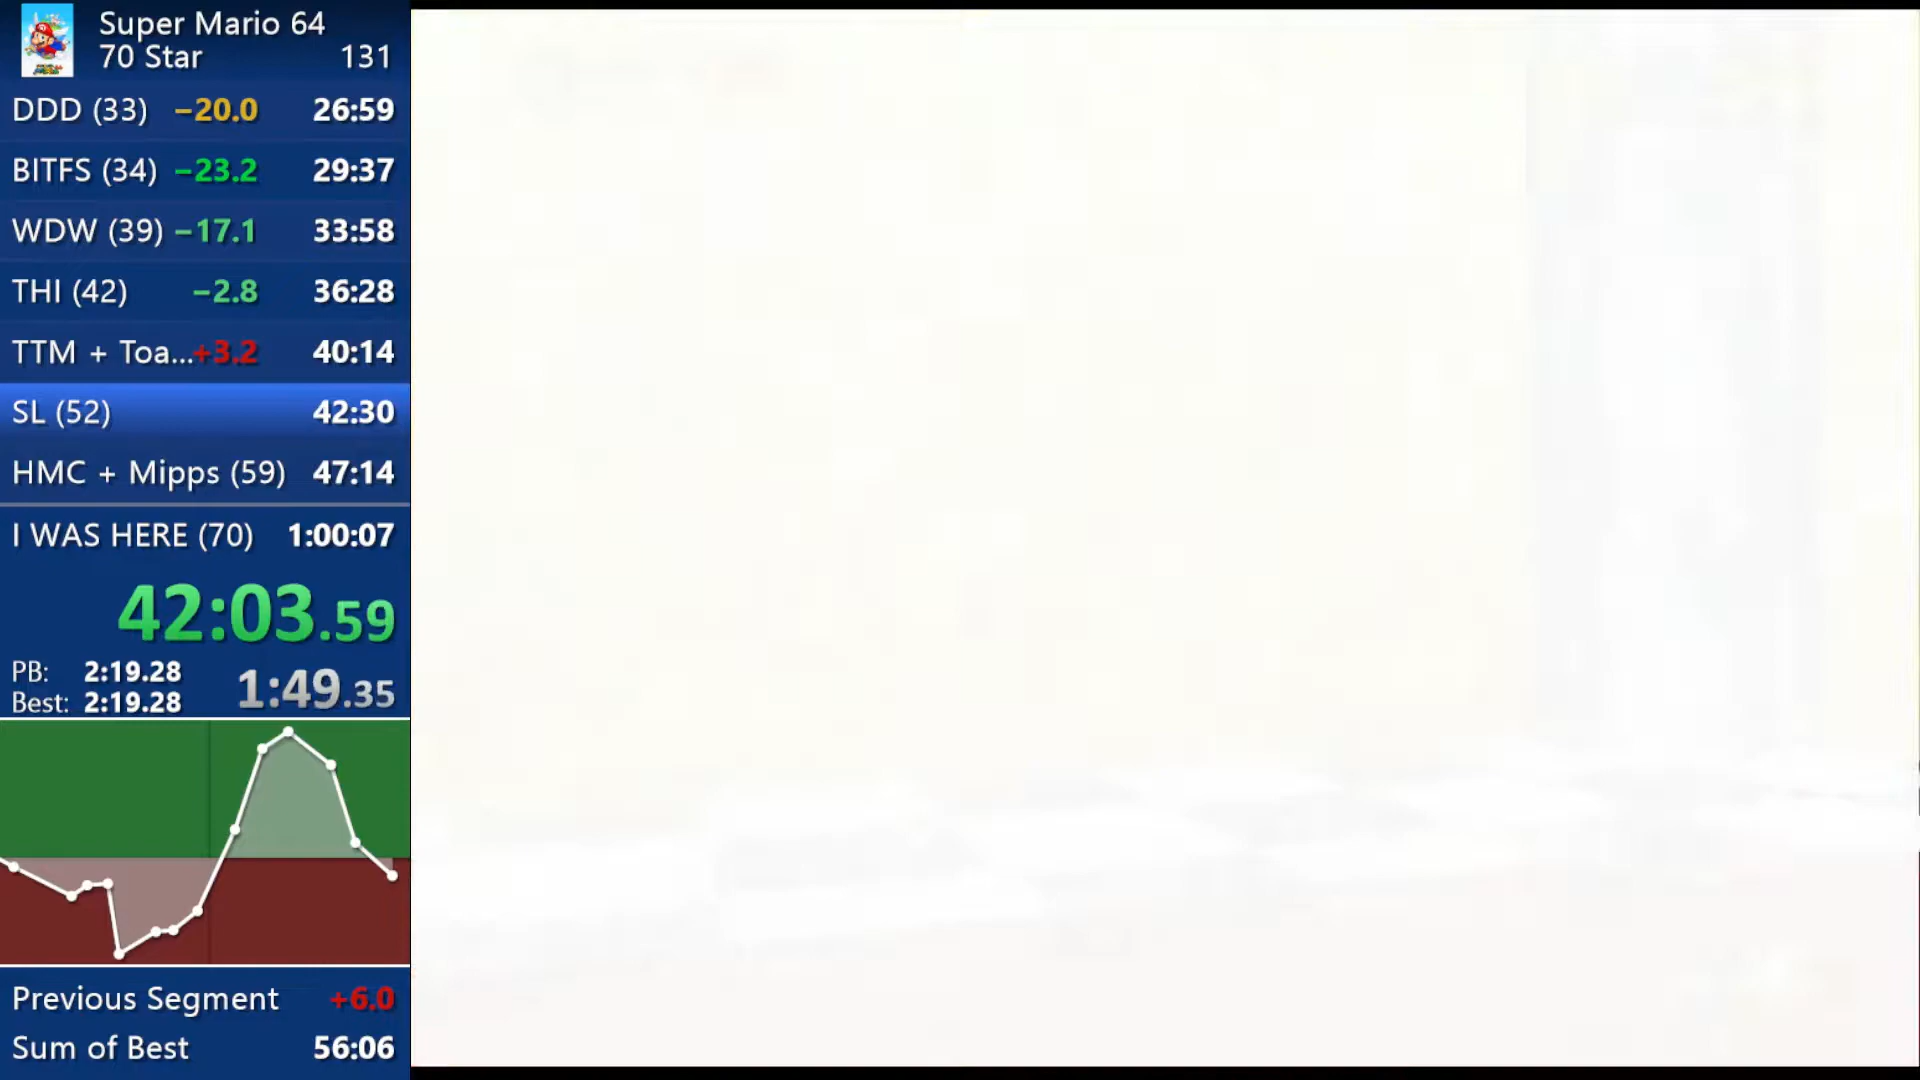 Super Mario 64
70 Star 131
DDD (33) −20.0 26:59
BITFS (34) −23.2 29:37
WDW (39) −17.1 33:58
THI (42) −2.8 36:28
TTM + Toa... +3.2 40:14
SL (52) 42:30
HMC + Mipps (59) 47:14
I WAS HERE (70) 1:00:07
42:03.59
PB: 2:19.28
Best: 2:19.28
1:49.35
Previous Segment +6.0
Sum of Best 56:06